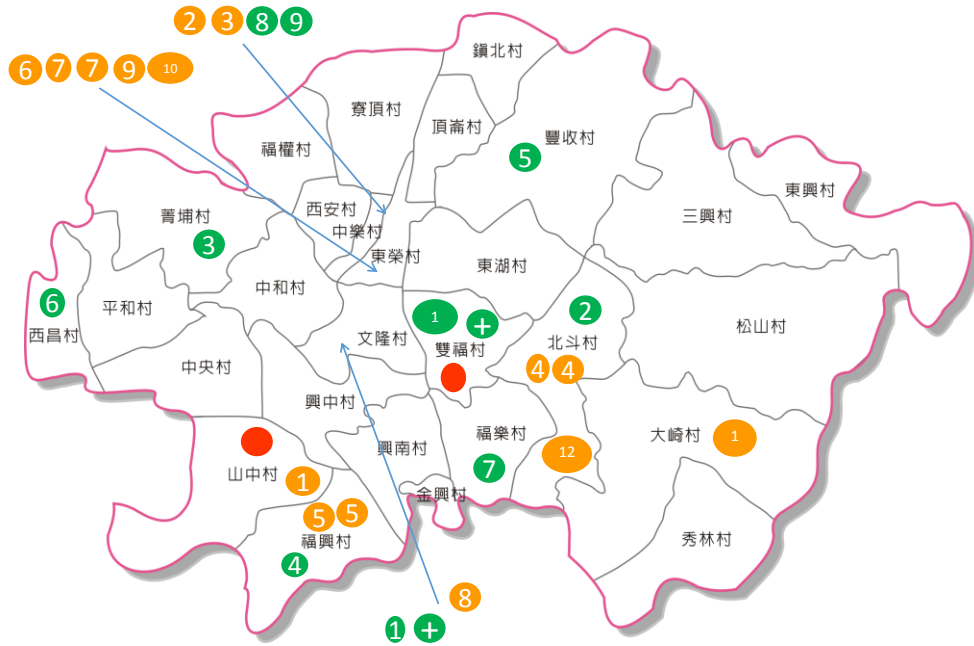 2 3 8 9
6 7 7 9 10
鎮北村
寮頂村
頂崙村
豐收村
福權村
5
東興村
西安村
三興村
菁埔村
中樂村
3
東榮村
東湖村
中和村
6
平和村
2
1 +
松山村
西昌村
文隆村
雙福村
北斗村
中央村
4 4
興中村
福樂村
大崎村
1
興南村
12
山中村
7
1
金興村
5 5
福興村
秀林村
4
8
1 +